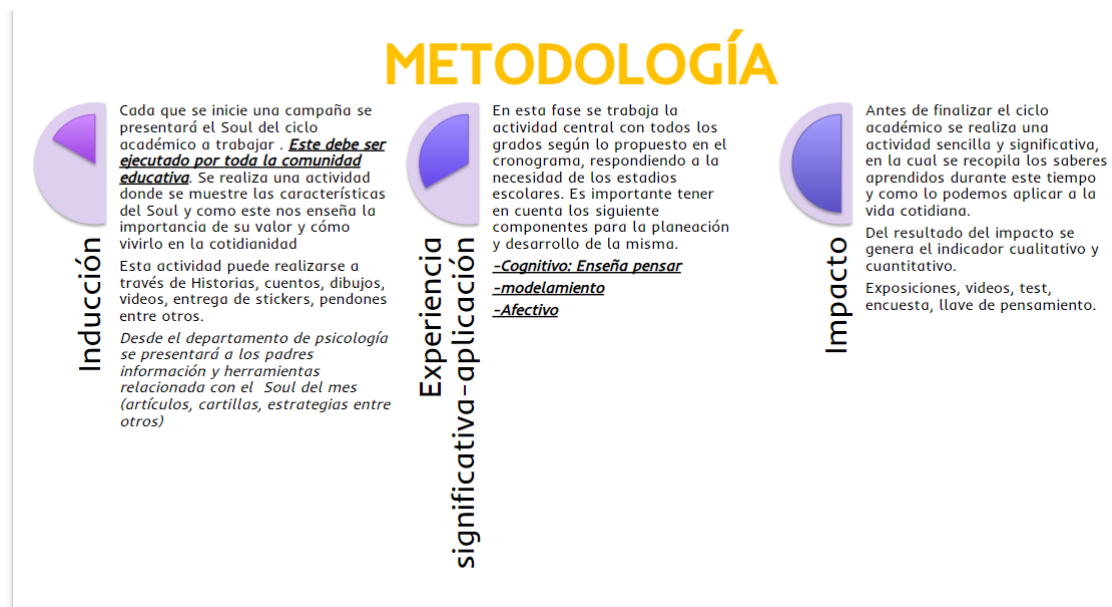 METODOLOGÍA
Inducción
Cada que se inicie una campaña se
presentará el Soul del ciclo
académico a trabajar . Este debe ser
ejecutado por toda la comunidad
educativa. Se realiza una actividad
donde se muestre las características
del Soul y como este nos enseña la
importancia de su valor y cómo
vivirlo en la cotidianidad
Esta actividad puede realizarse a
través de Historias, cuentos, dibujos,
videos, entrega de stickers, pendones
entre otros.
Desde el departamento de psicología
se presentará a los padres
información y herramientas
relacionada con el  Soul del mes
(artículos, cartillas, estrategias entre
otros)
Experiencia
significativa-aplicación
En esta fase se trabaja la
actividad central con todos los
grados según lo propuesto en el
cronograma, respondiendo a la
necesidad de los estadios
escolares. Es importante tener
en cuenta los siguiente
componentes para la planeación
y desarrollo de la misma.
-Cognitivo: Enseña pensar
-modelamiento
-Afectivo
Impacto
Antes de finalizar el ciclo
académico se realiza una
actividad sencilla y significativa,
en la cual se recopila los saberes
aprendidos durante este tiempo
y como lo podemos aplicar a la
vida cotidiana.
Del resultado del impacto se
genera el indicador cualitativo y
cuantitativo.
Exposiciones, videos, test,
encuesta, llave de pensamiento.